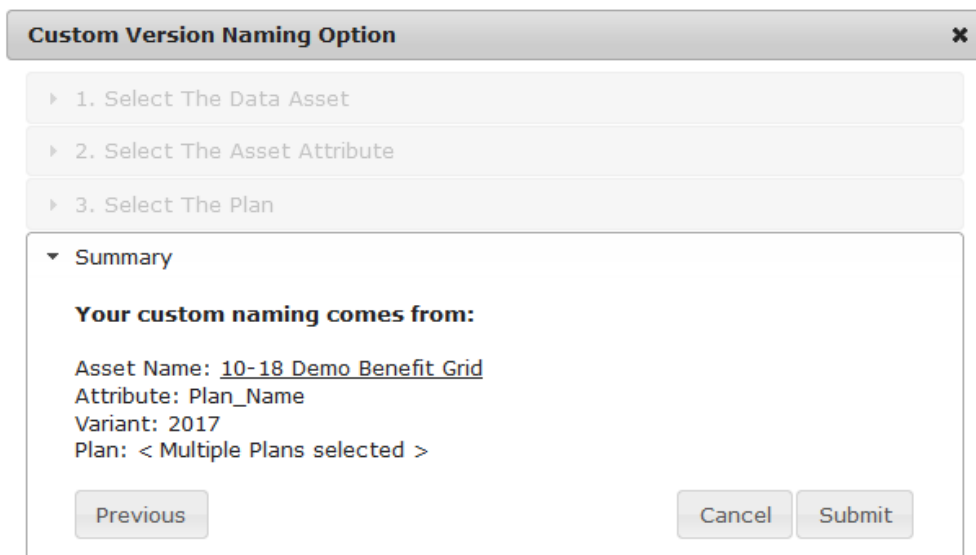 Custom Version Naming Option
1. Select The Data Asset
2. Select The Asset Attribute
3. Select The Plan
Summary
Your custom naming comes from:
Asset Name: 10-18 Demo Benefit Grid
Attribute: Plan_Name
Variant: 2017
Plan: < Multiple Plans selected >
Previous Cancel Submit